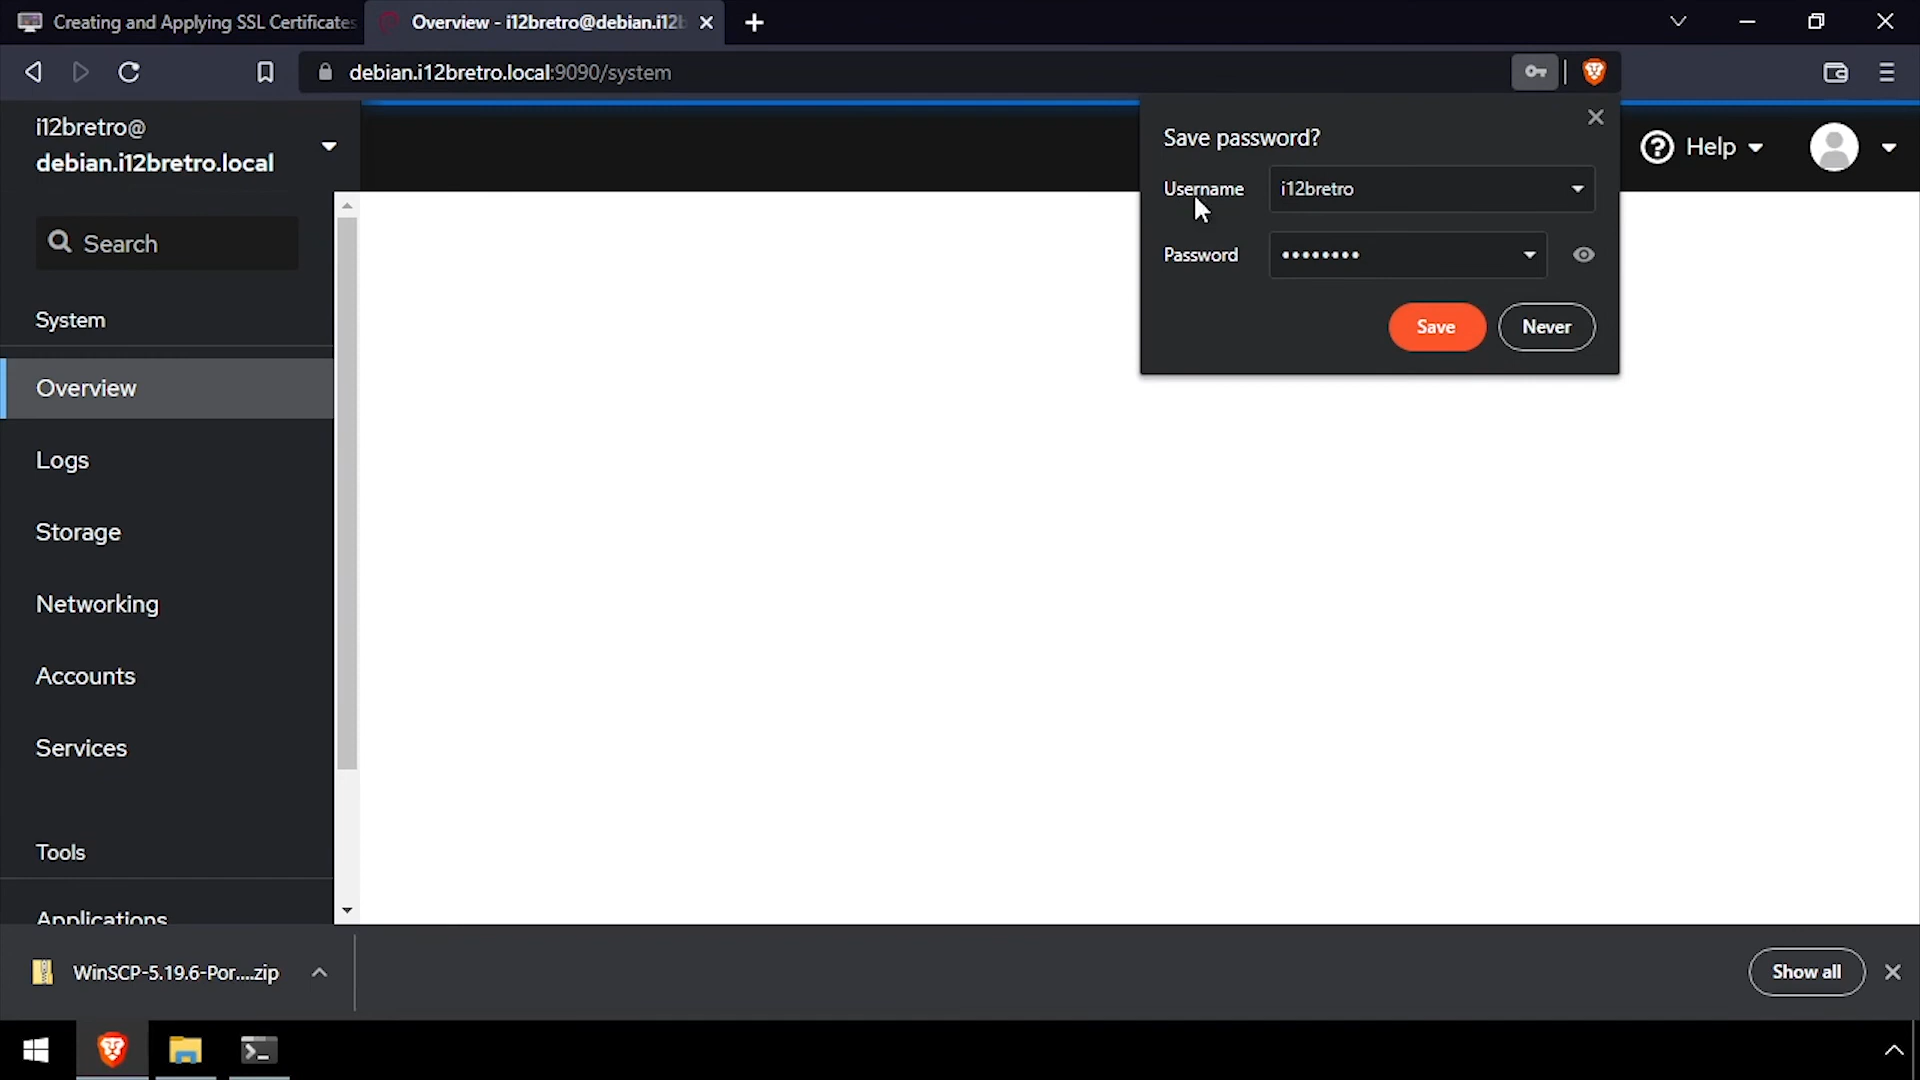 Creating and Applying SSL Certificates
Overview - i12bretro@debian.i12b
debian.i12bretro.local:9090/system
i12bretro@
debian.i12bretro.local
Help
Save password?
Username
i12bretro
Password
••••••••
Save
Never
Search
System
Overview
Logs
Storage
Networking
Accounts
Services
Tools
Applications
WinSCP-5.19.6-Por....zip
Show all